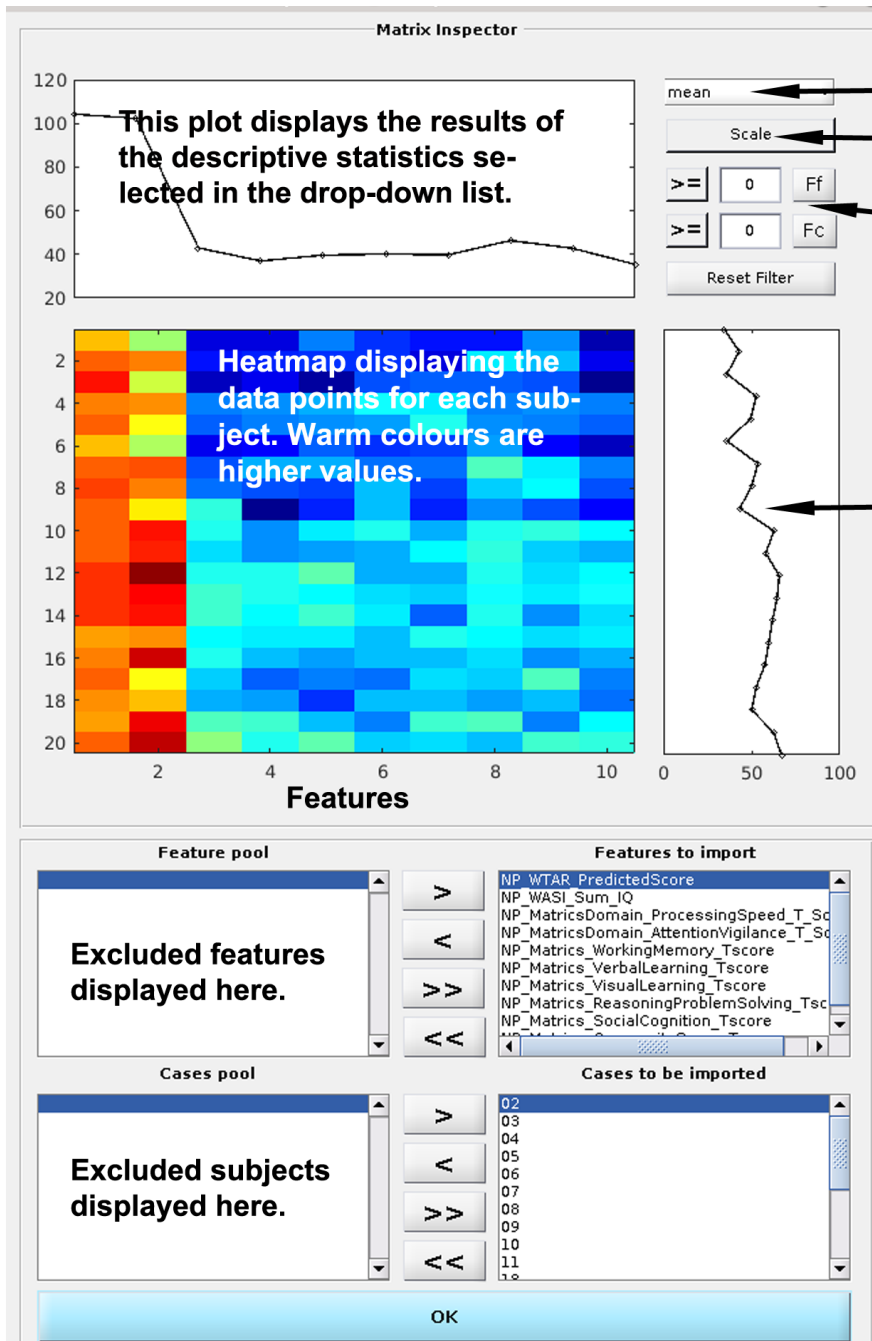 Matrix Inspector
120
100
80
60
40
20
This plot displays the results of
the descriptive statistics se-
lected in the drop-down list.
mean
Scale
>= 0 Ff
>= 0 Fc
Reset Filter
2
4
6
8
10
12
14
16
18
20
Heatmap displaying the
data points for each sub-
ject. Warm colours are
higher values.
2 4 6 8 10
Features
0 50 100
Feature pool
Excluded features
displayed here.
>
<
>>
<<
Features to import
NP_WTAR_PredictedScore
NP_WASI_Sum_IQ
NP_MatricsDomain_ProcessingSpeed_T_Sc
NP_MatricsDomain_AttentionVigilance_T_Sc
NP_Matrics_WorkingMemory_Tscore
NP_Matrics_VerbalLearning_Tscore
NP_Matrics_VisualLearning_Tscore
NP_Matrics_ReasoningProblemSolving_Tsc
NP_Matrics_SocialCognition_Tscore
Cases pool
Excluded subjects
displayed here.
>
<
>>
<<
Cases to be imported
02
03
04
05
06
07
08
09
10
11
OK